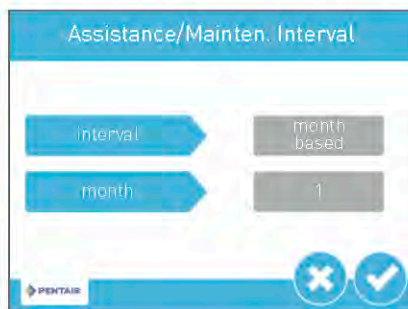 Assistance/Mainten. Interval
interval
month
based
month
1
PENTAIR